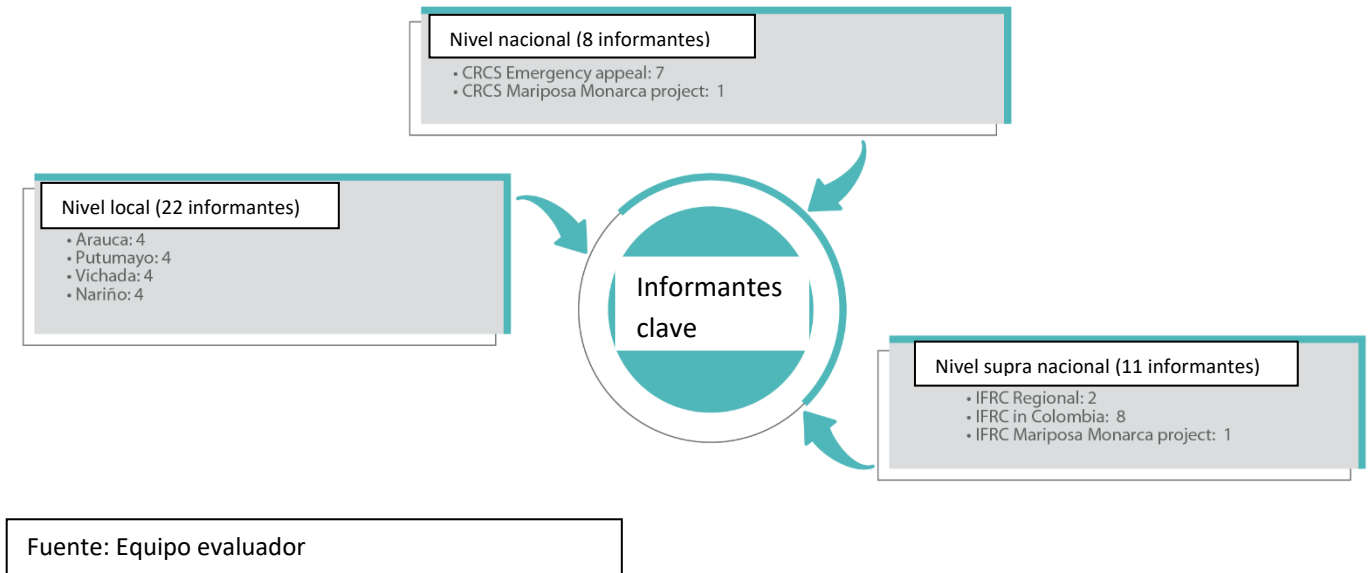 Nivel nacional (8 informantes)
• CRCS Emergency appeal: 7
• CRCS Mariposa Monarca project: 1
Nivel local (22 informantes)
• Arauca: 4
• Putumayo: 4
• Vichada: 4
• Nariño: 4
Informantes
clave
Nivel supra nacional (11 informantes)
• IFRC Regional: 2
• IFRC in Colombia: 8
• IFRC Mariposa Monarca project: 1
Fuente: Equipo evaluador